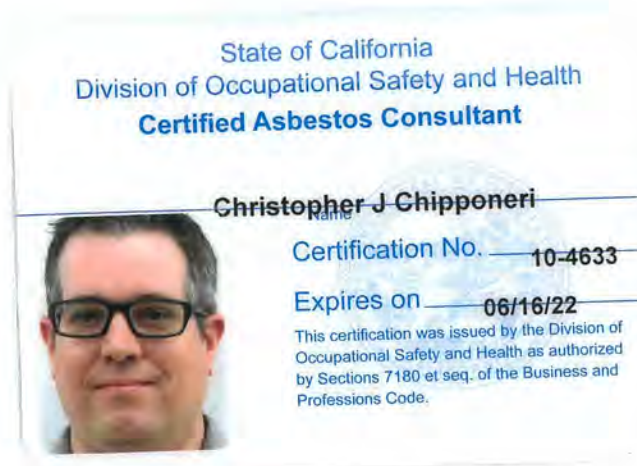 State of California
Division of Occupational Safety and Health
Certified Asbestos Consultant
Christopher J Chipponeri
Name
Certification No. 10-4633
Expires on 06/16/22
This certification was issued by the Division of
Occupational Safety and Health as authorized
by Sections 7180 et seq. of the Business and
Professions Code.